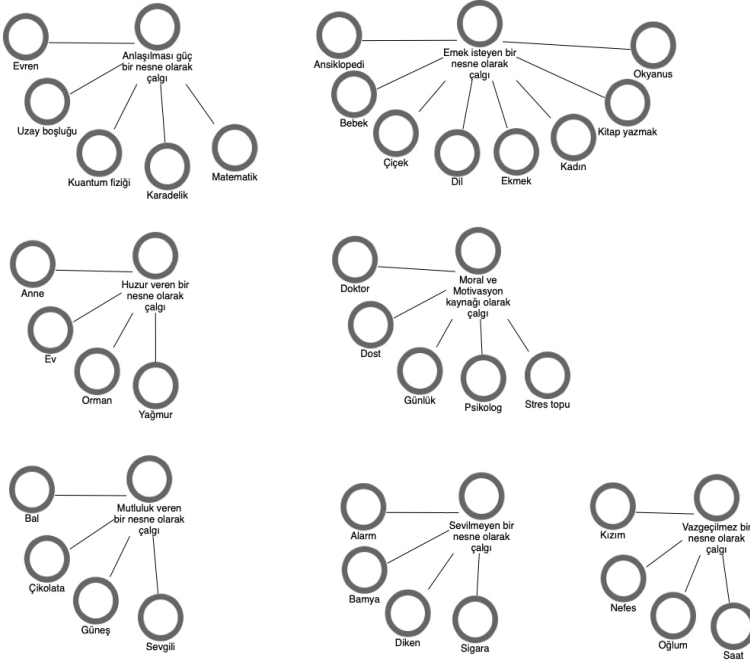 Evren
Anlaşılması güç
bir nesne olarak
çalgı
Uzay boşluğu
Kuantum fiziği
Karadelik
Matematik
Ansiklopedi
Emek isteyen bir
nesne olarak
çalgı
Okyanus
Bebek
Kitap yazmak
Çiçek
Dil
Ekmek
Kadın
Anne
Huzur veren bir
nesne olarak
çalgı
Ev
Orman
Yağmur
Doktor
Moral ve
Motivasyon
kaynağı olarak
çalgı
Dost
Günlük
Psikolog
Stres topu
Bal
Mutluluk veren
bir nesne olarak
çalgı
Çikolata
Güneş
Sevgili
Alarm
Sevilmeyen bir
nesne olarak
çalgı
Bamya
Diken
Sigara
Kızım
Vazgeçilmez bir
nesne olarak
çalgı
Nefes
Oğlum
Saat